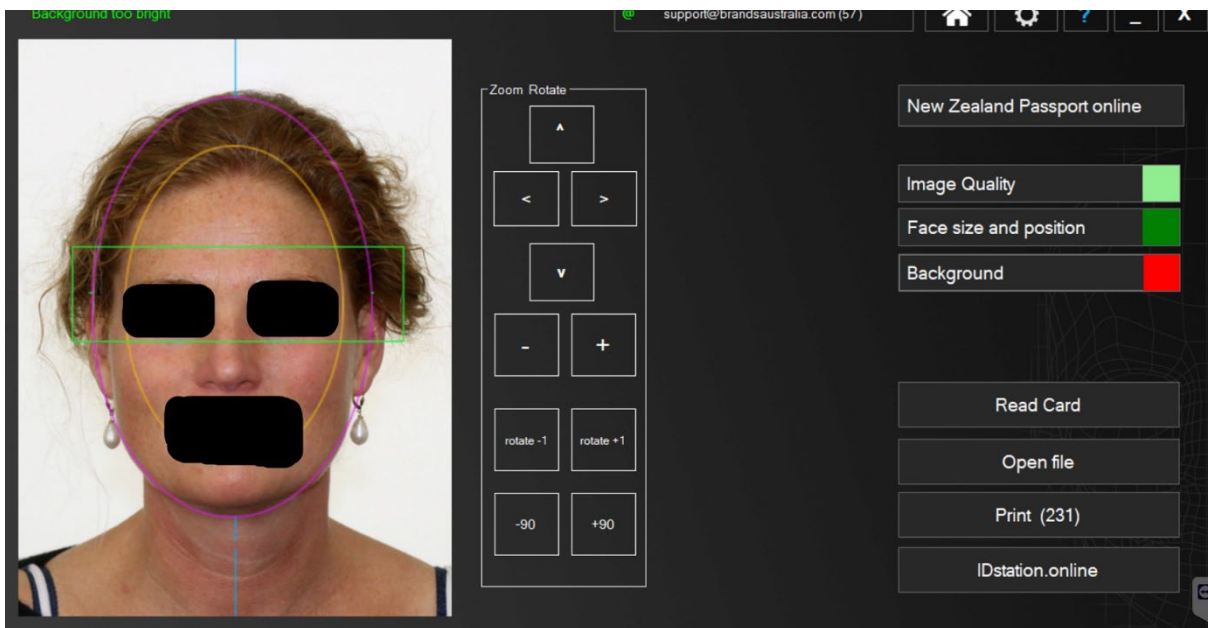 Background too bright
@ support@brandsaustralia.com (57)
? _ X
Zoom Rotate
^
< >
v
- +
rotate -1 rotate +1
-90 +90
New Zealand Passport online
Image Quality
Face size and position
Background
Read Card
Open file
Print (231)
IDstation.online